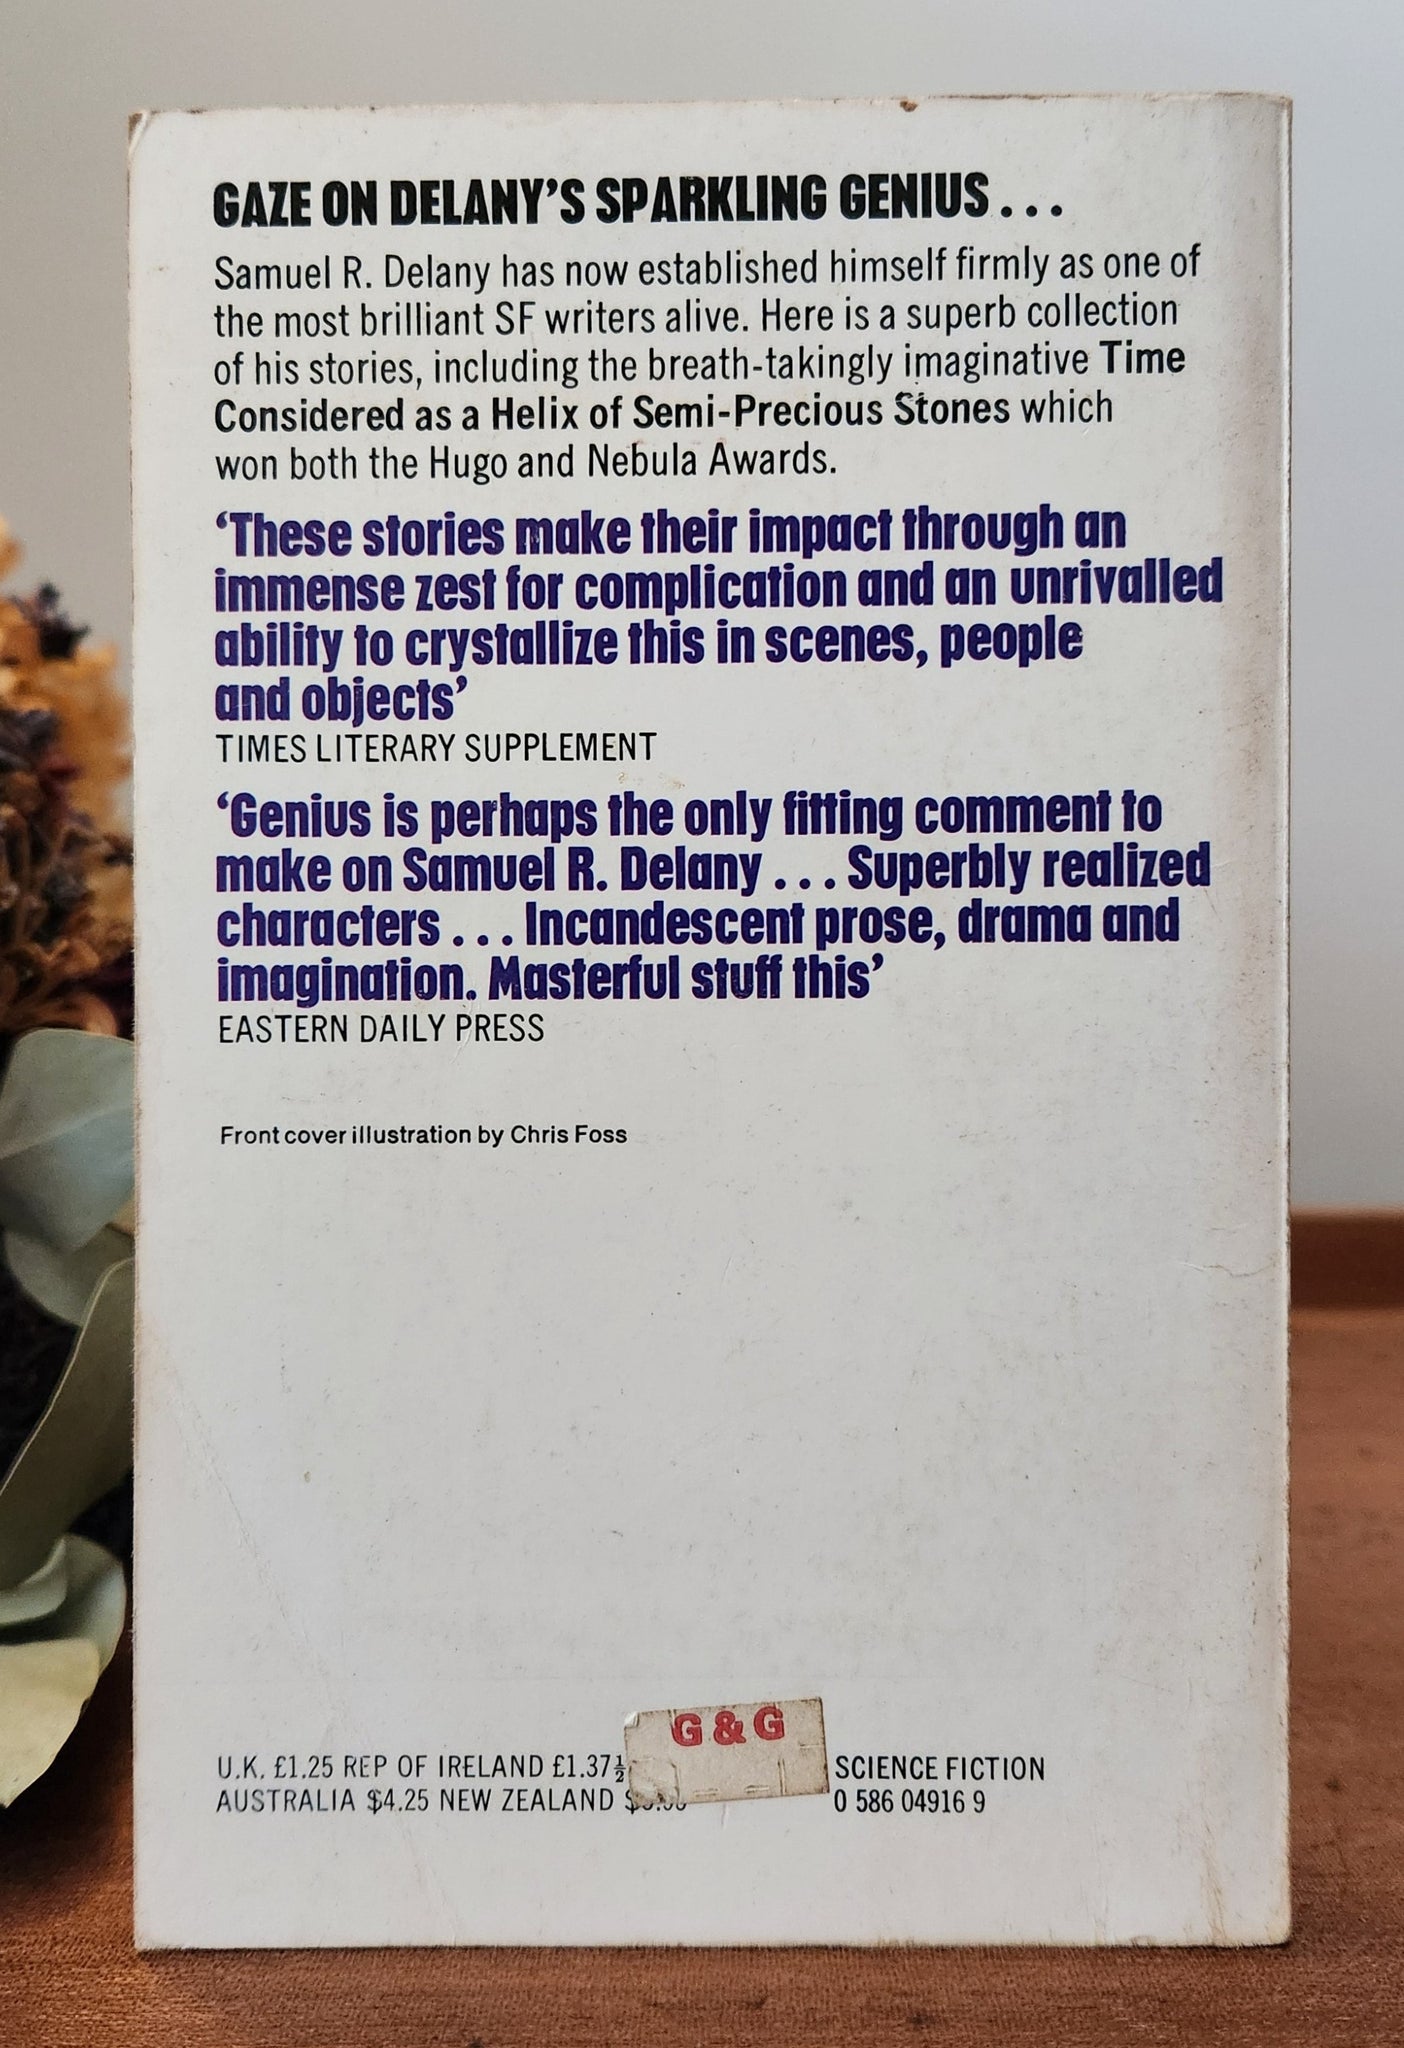 GAZE ON DELANY'S SPARKLING GENIUS . . .
Samuel R. Delany has now established himself firmly as one of
the most brilliant SF writers alive. Here is a superb collection
of his stories, including the breath-takingly imaginative Time
Considered as a Helix of Semi-Precious Stones which
won both the Hugo and Nebula Awards.
‘These stories make their impact through an
immense zest for complication and an unrivalled
ability to crystallize this in scenes, people
and objects’
TIMES LITERARY SUPPLEMENT
‘Genius is perhaps the only fitting comment to
make on Samuel R. Delany . . . Superbly realized
characters . . . Incandescent prose, drama and
imagination. Masterful stuff this’
EASTERN DAILY PRESS
Front cover illustration by Chris Foss
G & G
U.K. £1.25 REP OF IRELAND £1.37½ SCIENCE FICTION
AUSTRALIA $4.25 NEW ZEALAND 0 586 04916 9